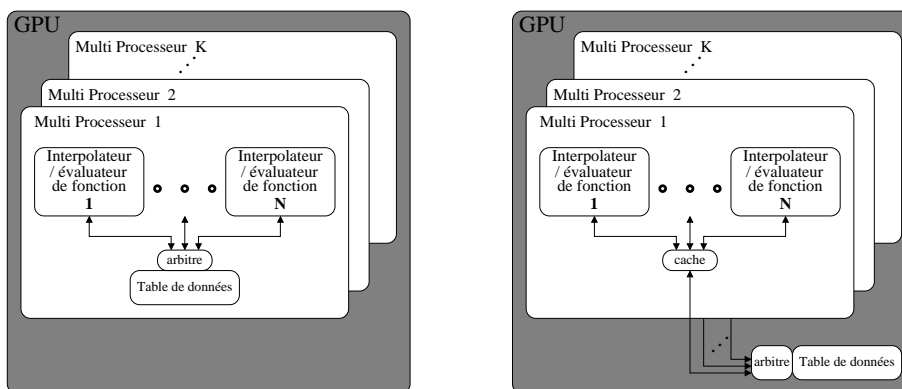 GPU
Multi Processeur K
Multi Processeur 2
Multi Processeur 1
Interpolateur
/ évaluateur
de fonction
1
Interpolateur
/ évaluateur
de fonction
N
arbitre
Table de données
GPU
Multi Processeur K
Multi Processeur 2
Multi Processeur 1
Interpolateur
/ évaluateur
de fonction
1
Interpolateur
/ évaluateur
de fonction
N
cache
arbitre
Table de données